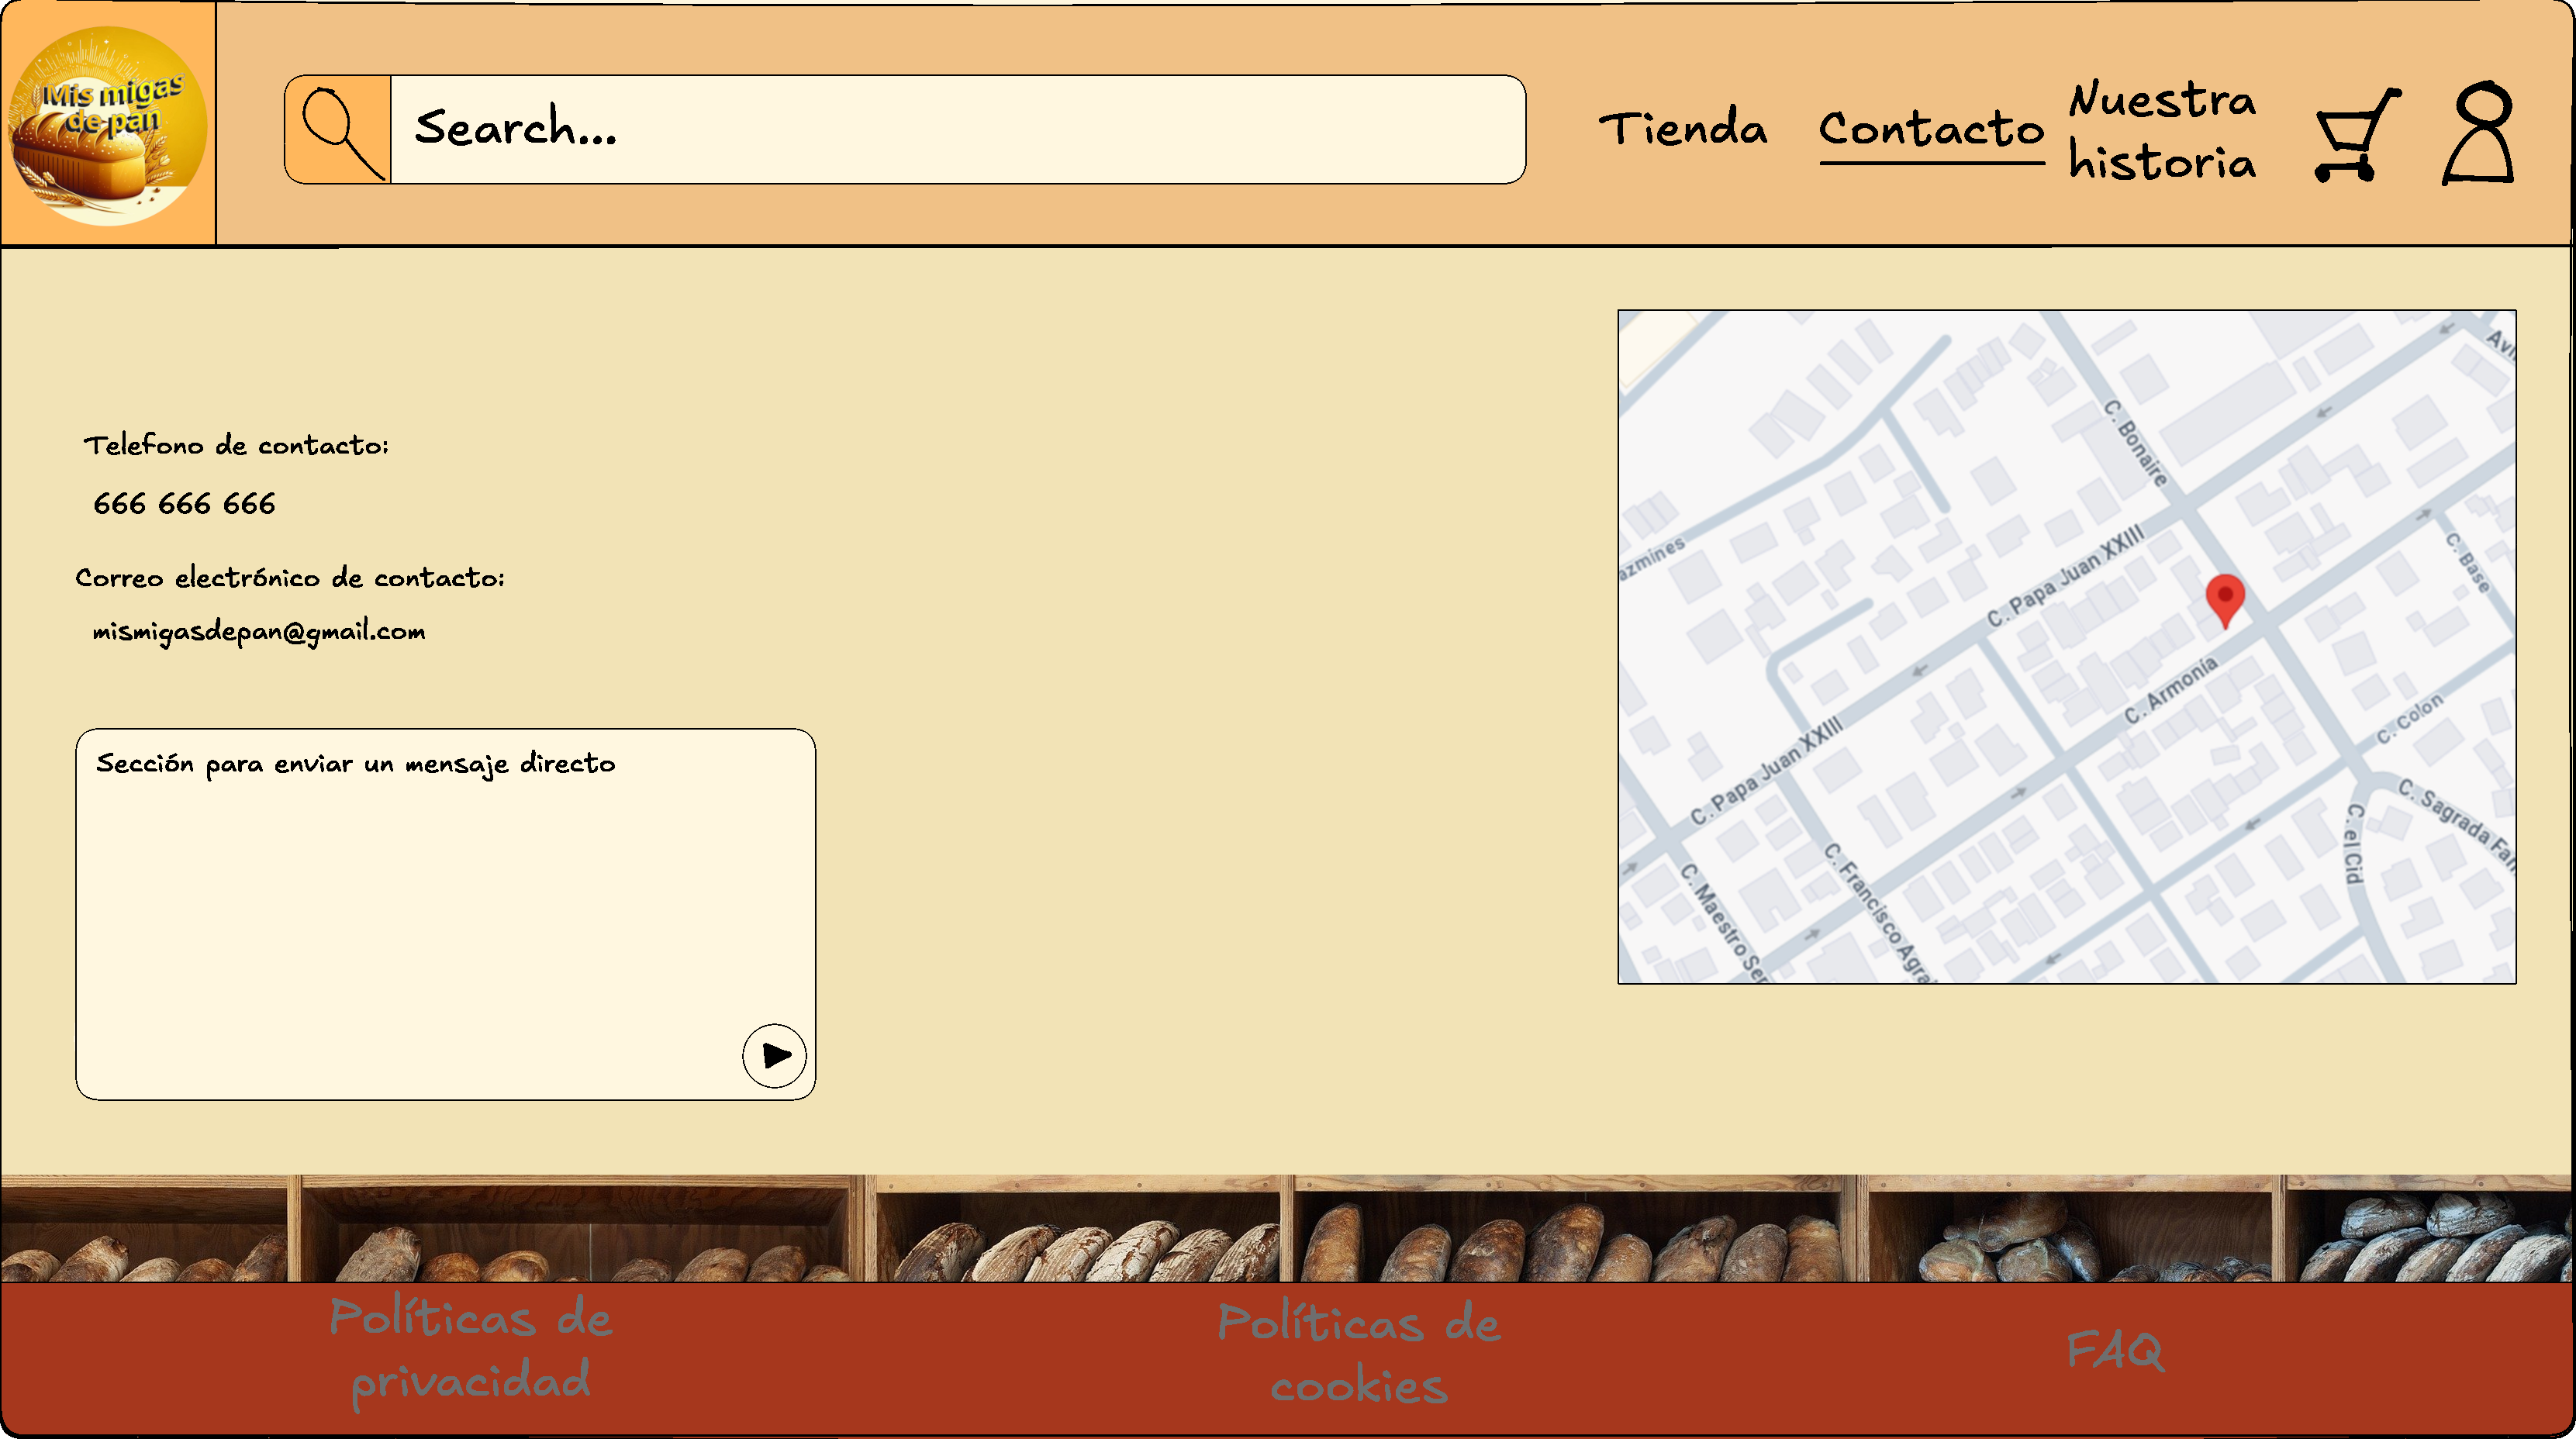 Mis migas
de pan
Search...
Tienda
Contacto
Nuestra
historia
Telefono de contacto:
666 666 666
Correo electrónico de contacto:
mismigasdepan@gmail.com
Sección para enviar un mensaje directo
Avi
C. Bonaire
azmines
C. Papa Juan XXIII
C. Base
C. Armonía
C. Colon
C. Papa Juan XXIII
C. Sagrada Fam
C. el Cid
C. Maestro Ser
C. Francisco Agra
Políticas de
privacidad
Políticas de
cookies
FAQ